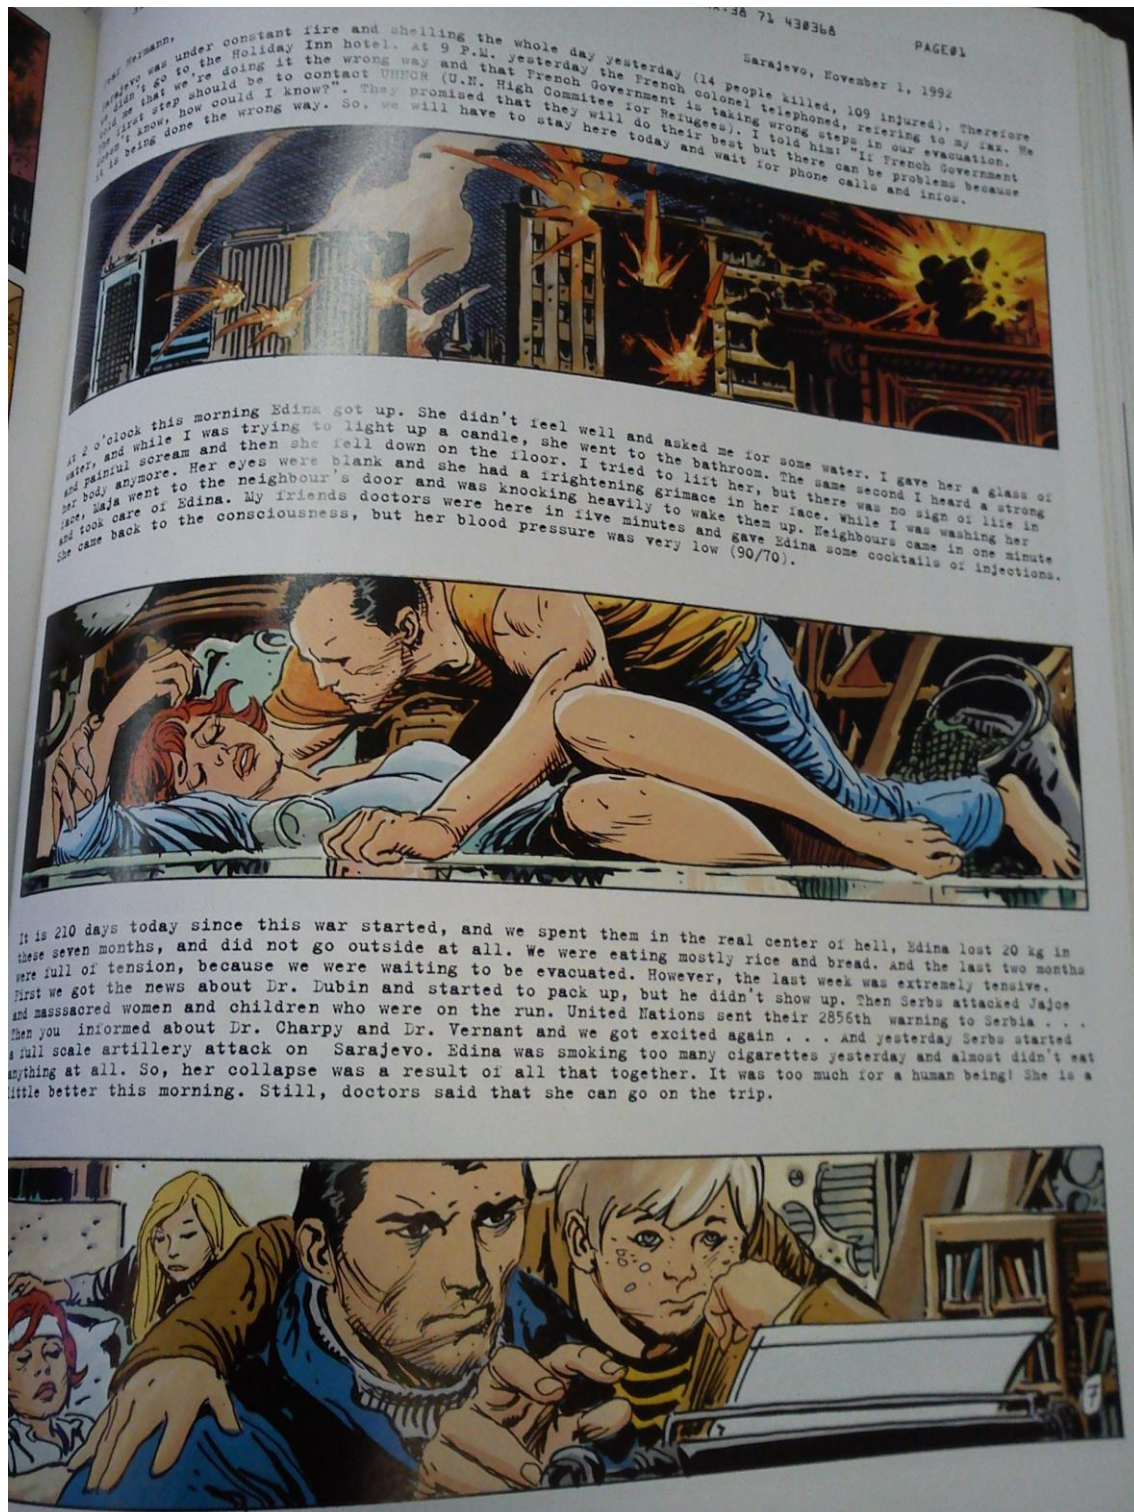 :38 71 430368 PAGE01
Sarajevo, November 1, 1992
Dear Hermann,
Sarajevo was under constant fire and shelling the whole day yesterday (14 people killed, 109 injured). Therefore
we didn't go to the Holiday Inn hotel. At 9 P.M. yesterday the French colonel telephoned, refering to my fax. He
told me that we're doing it the wrong way and that French Government is taking wrong steps in our evacuation.
The first step should be to contact UNHCR (U.N. High Commitee for Refugees). I told him: "If French Government
doesn't know, how could I know?". They promised that they will do their best but there can be problems because
it is being done the wrong way. So, we will have to stay here today and wait for phone calls and infos.
At 2 o'clock this morning Edina got up. She didn't feel well and asked me for some water. I gave her a glass of
water, and while I was trying to light up a candle, she went to the bathroom. The same second I heard a strong
and painful scream and then she fell down on the floor. I tried to lift her, but there was no sign of life in
her body anymore. Her eyes were blank and she had a frightening grimace in her face. While I was washing her
face, Maja went to the neighbour's door and was knocking heavily to wake them up. Neighbours came in one minute
and took care of Edina. My friends doctors were here in five minutes and gave Edina some cocktails of injections.
She came back to the consciousness, but her blood pressure was very low (90/70).
It is 210 days today since this war started, and we spent them in the real center of hell, Edina lost 20 kg in
these seven months, and did not go outside at all. We were eating mostly rice and bread. And the last two months
were full of tension, because we were waiting to be evacuated. However, the last week was extremely tensive.
First we got the news about Dr. Dubin and started to pack up, but he didn't show up. Then Serbs attacked Jajce
and masssacred women and children who were on the run. United Nations sent their 2856th warning to Serbia . . .
Then you informed about Dr. Charpy and Dr. Vernant and we got excited again . . . And yesterday Serbs started
a full scale artillery attack on Sarajevo. Edina was smoking too many cigarettes yesterday and almost didn't eat
anything at all. So, her collapse was a result of all that together. It was too much for a human being! She is a
little better this morning. Still, doctors said that she can go on the trip.
7